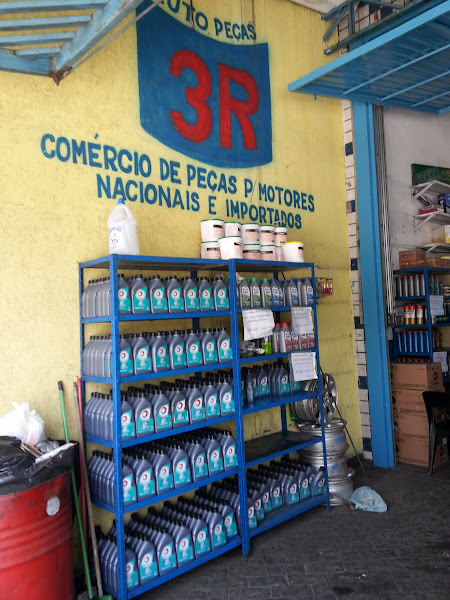 AUTO PEÇAS
3R
COMÉRCIO DE PEÇAS P/ MOTORES
NACIONAIS E IMPORTADOS